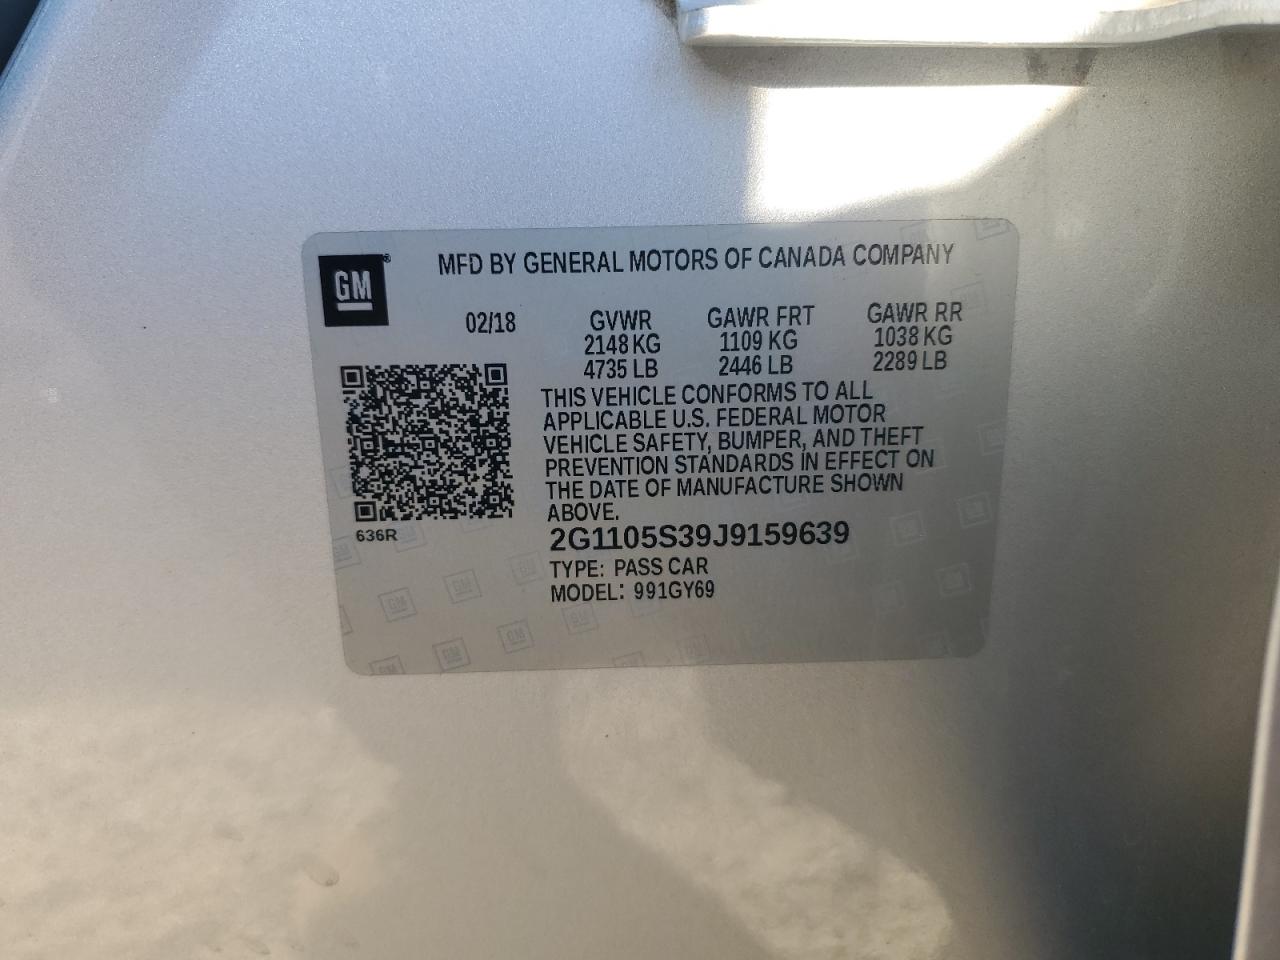 GM®
MFD BY GENERAL MOTORS OF CANADA COMPANY
02/18 GVWR GAWR FRT GAWR RR
2148 KG 1109 KG 1038 KG
4735 LB 2446 LB 2289 LB
THIS VEHICLE CONFORMS TO ALL
APPLICABLE U.S. FEDERAL MOTOR
VEHICLE SAFETY, BUMPER, AND THEFT
PREVENTION STANDARDS IN EFFECT ON
THE DATE OF MANUFACTURE SHOWN
ABOVE.
636R
2G1105S39J9159639
TYPE: PASS CAR
MODEL: 991GY69